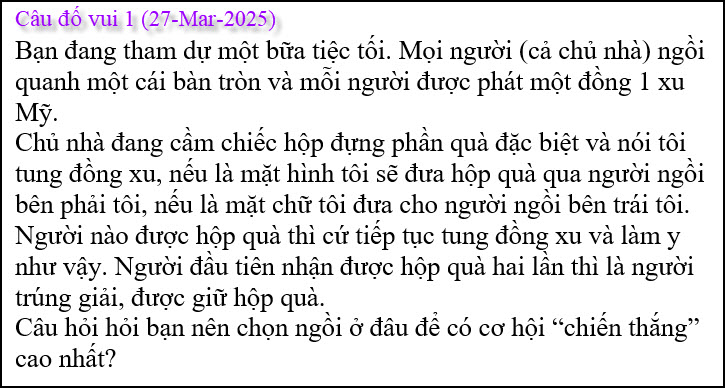 Câu đố vui 1 (27-Mar-2025)
Bạn đang tham dự một bữa tiệc tối. Mọi người (cả chủ nhà) ngồi
quanh một cái bàn tròn và mỗi người được phát một đồng 1 xu
Mỹ.
Chủ nhà đang cầm chiếc hộp đựng phần quà đặc biệt và nói tôi
tung đồng xu, nếu là mặt hình tôi sẽ đưa hộp quà qua người ngồi
bên phải tôi, nếu là mặt chữ tôi đưa cho người ngồi bên trái tôi.
Người nào được hộp quà thì cứ tiếp tục tung đồng xu và làm y
như vậy. Người đầu tiên nhận được hộp quà hai lần thì là người
trúng giải, được giữ hộp quà.
Câu hỏi hỏi bạn nên chọn ngồi ở đâu để có cơ hội “chiến thắng”
cao nhất?